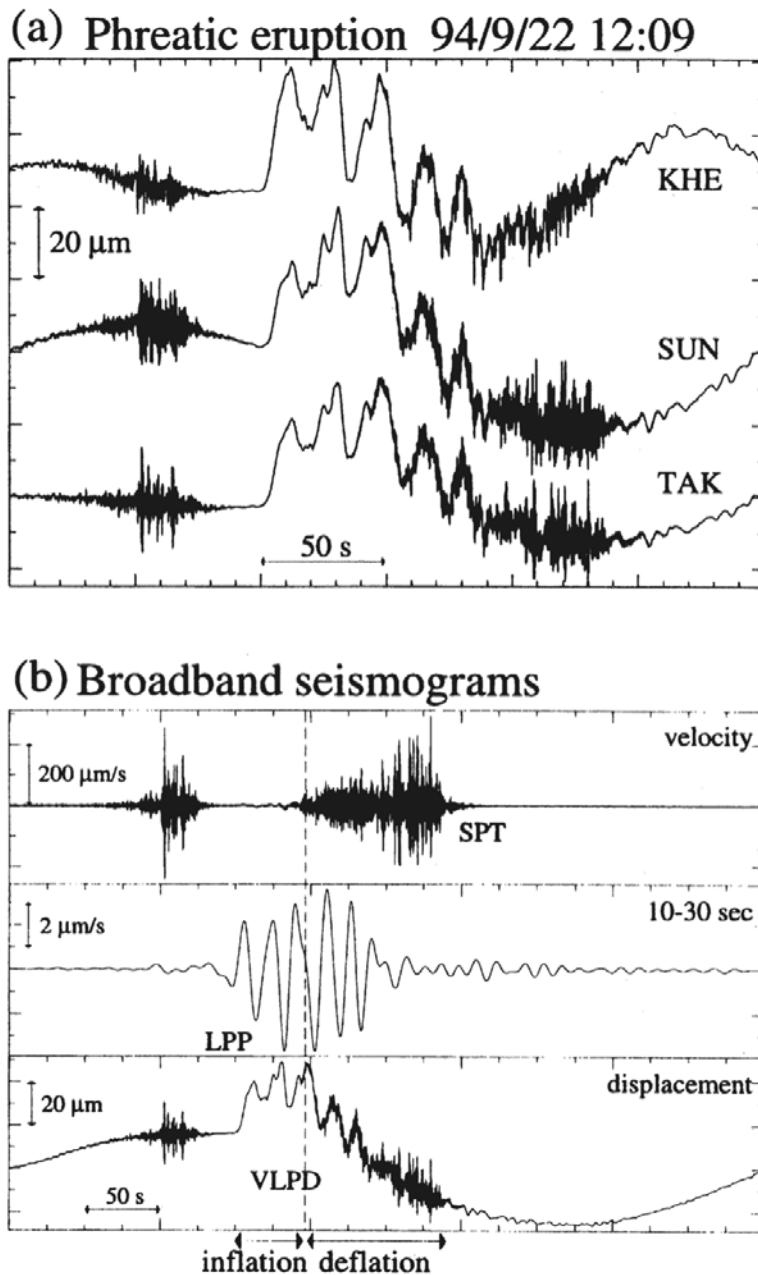 (a) Phreatic eruption 94/9/22 12:09
KHE
20 μm
SUN
TAK
50 s
(b) Broadband seismograms
velocity
200 μm/s
SPT
10-30 sec
2 μm/s
LPP
displacement
20 μm
VLPD
50 s
inflation deflation